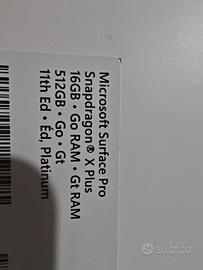 Microsoft Surface Pro
Snapdragon® X Plus
16GB • Go RAM • Gt RAM
512GB • Go • Gt
11th Ed • Éd, Platinum
subito